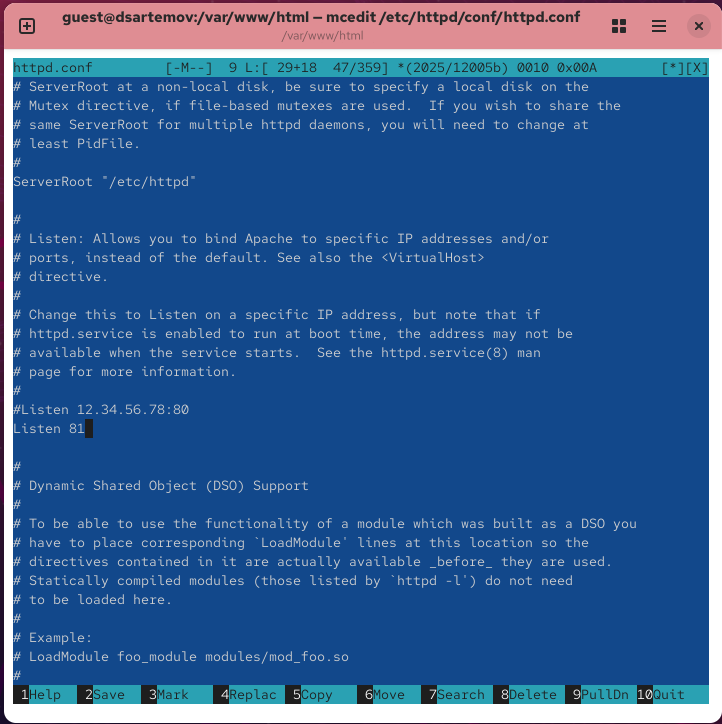 guest@dsartemov:/var/www/html — mcedit /etc/httpd/conf/httpd.conf
/var/www/html
httpd.conf [-M--] 9 L:[ 29+18 47/359] *(2025/12005b) 0010 0x00A [*][X]
# ServerRoot at a non-local disk, be sure to specify a local disk on the
# Mutex directive, if file-based mutexes are used. If you wish to share the
# same ServerRoot for multiple httpd daemons, you will need to change at
# least PidFile.
#
ServerRoot "/etc/httpd"
#
# Listen: Allows you to bind Apache to specific IP addresses and/or
# ports, instead of the default. See also the <VirtualHost>
# directive.
#
# Change this to Listen on a specific IP address, but note that if
# httpd.service is enabled to run at boot time, the address may not be
# available when the service starts. See the httpd.service(8) man
# page for more information.
#
#Listen 12.34.56.78:80
Listen 81
#
# Dynamic Shared Object (DSO) Support
#
# To be able to use the functionality of a module which was built as a DSO you
# have to place corresponding `LoadModule' lines at this location so the
# directives contained in it are actually available _before_ they are used.
# Statically compiled modules (those listed by `httpd -l') do not need
# to be loaded here.
#
# Example:
# LoadModule foo_module modules/mod_foo.so
#
1Help 2Save 3Mark 4Replac 5Copy 6Move 7Search 8Delete 9PullDn 10Quit